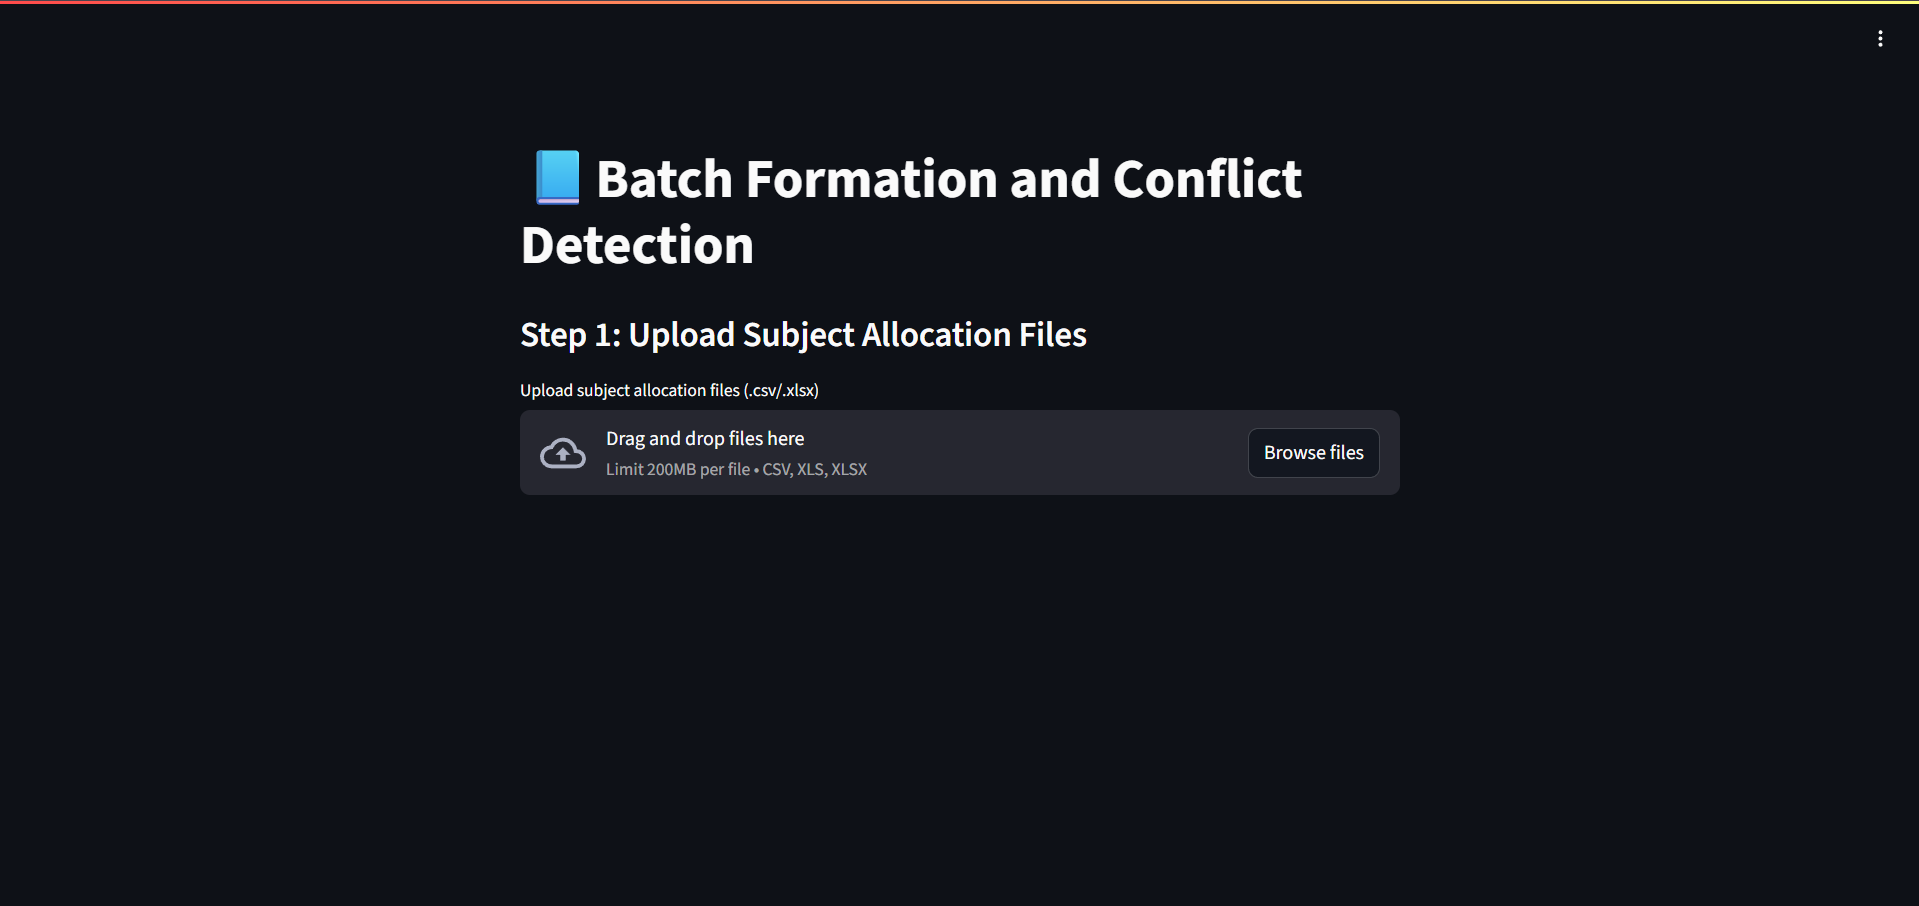 📘 Batch Formation and Conflict
Detection
Step 1: Upload Subject Allocation Files
Upload subject allocation files (.csv/.xlsx)
Drag and drop files here
Limit 200MB per file • CSV, XLS, XLSX
Browse files